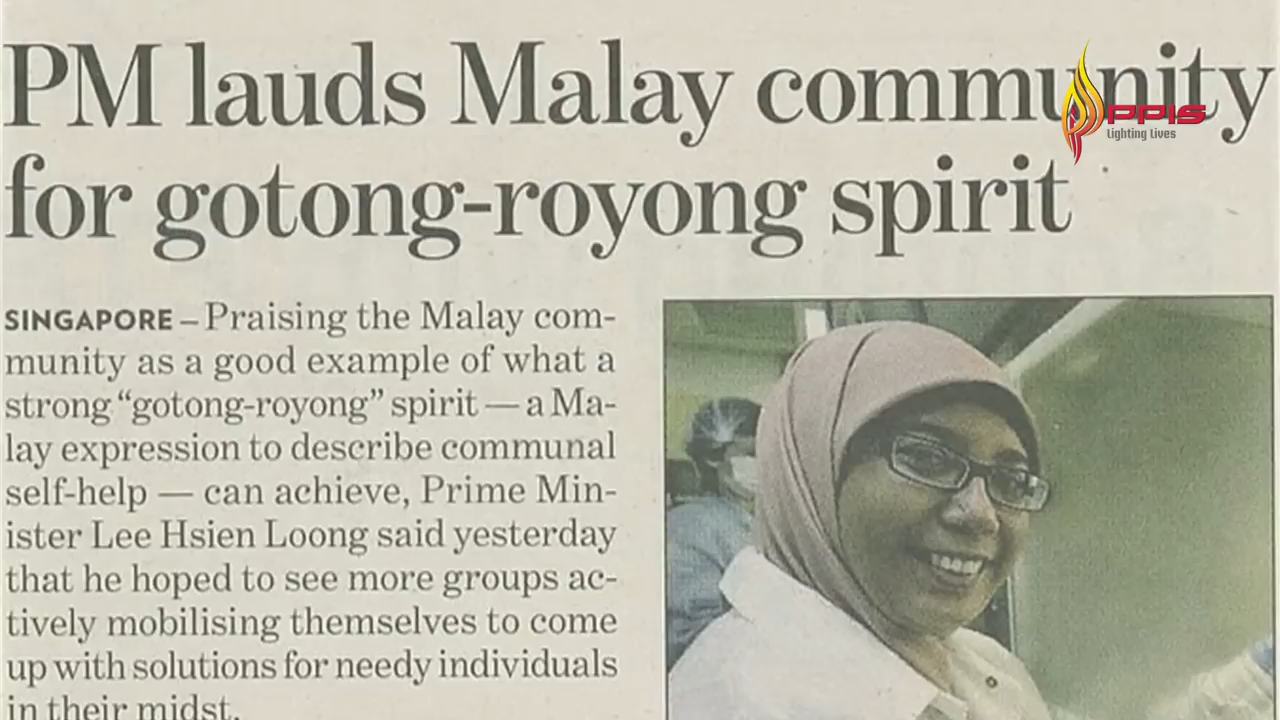 PM lauds Malay community
for gotong-royong spirit
PPIS
Lighting Lives
SINGAPORE – Praising the Malay com-
munity as a good example of what a
strong “gotong-royong” spirit — a Ma-
lay expression to describe communal
self-help — can achieve, Prime Min-
ister Lee Hsien Loong said yesterday
that he hoped to see more groups ac-
tively mobilising themselves to come
up with solutions for needy individuals
in their midst.